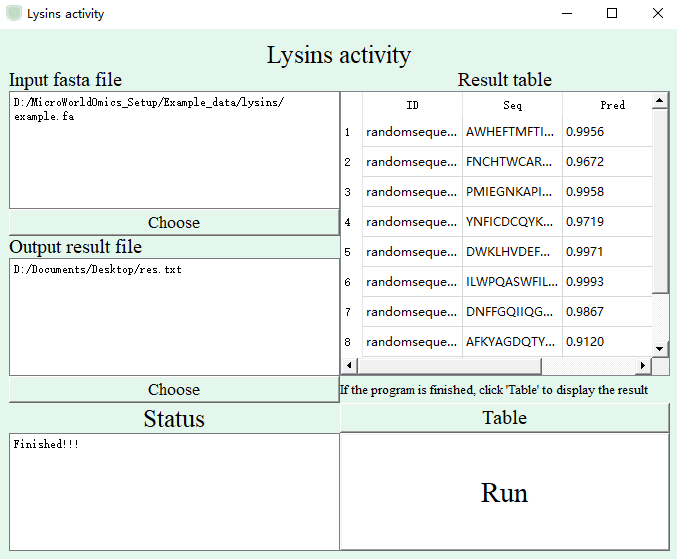 Lysins activity
Lysins activity
Input fasta file
D:/MicroWorldOmics_Setup/Example_data/lysins/
example.fa
Choose
Output result file
D:/Documents/Desktop/res.txt
Choose
Status
Finished!!!
Result table
ID Seq Pred
1 randomseque... AWHEFTMFTI... 0.9956
2 randomseque... FNCHTWCAR... 0.9672
3 randomseque... PMIEGNKAPI... 0.9958
4 randomseque... YNFICDCQYK... 0.9719
5 randomseque... DWKLHVDEF... 0.9971
6 randomseque... ILWPQASWFIL... 0.9993
7 randomseque... DNFFGQIIQG... 0.9867
8 randomseque... AFKYAGDQTY... 0.9120
If the program is finished, click 'Table' to display the result
Table
Run